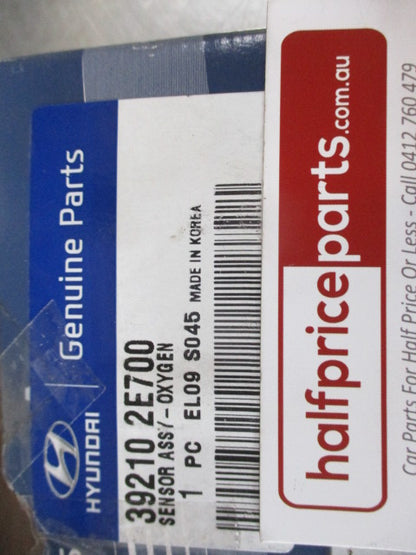 HYUNDAI | Genuine Parts
39210 2E700
SENSOR ASSY-OXYGEN
1 PC EL09 S045 MADE IN KOREA
halfpriceparts.com.au
Car Parts For Half Price Or Less - Call 0412 760 479